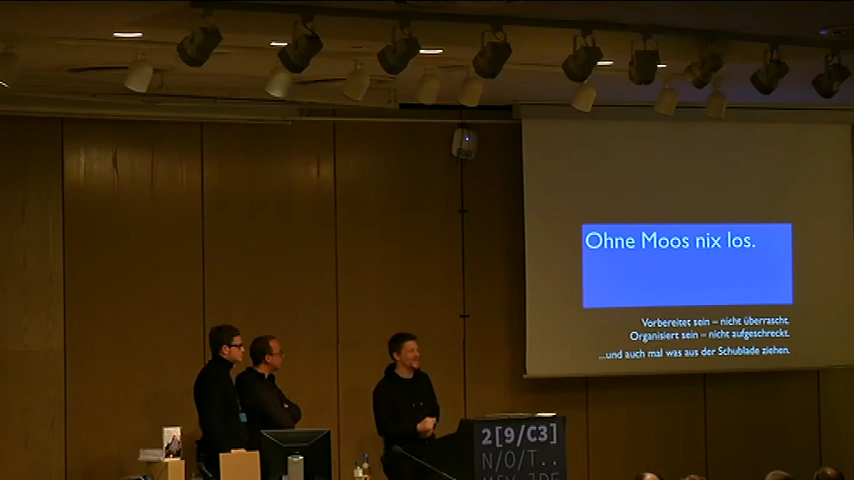 Ohne Moos nix los.
Vorbereitet sein – nicht überrascht.
Organisiert sein – nicht aufgeschreckt.
...und auch mal was aus der Schublade ziehen.
2[9/C3]
N/O/T..